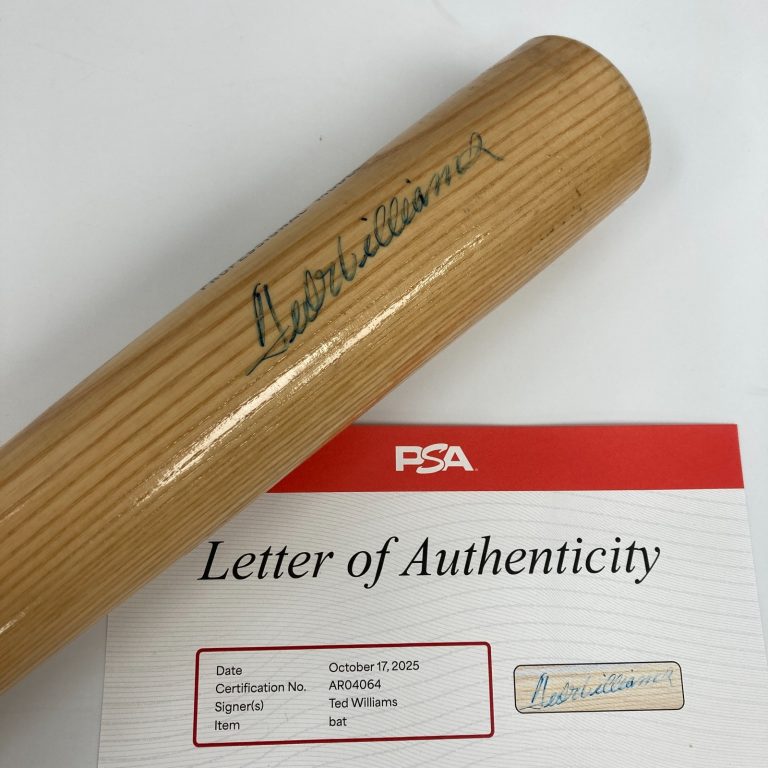 Ted Williams
PSA
Letter of Authenticity
Date October 17, 2025
Certification No. AR04064
Signer(s) Ted Williams
Item bat
Ted Williams